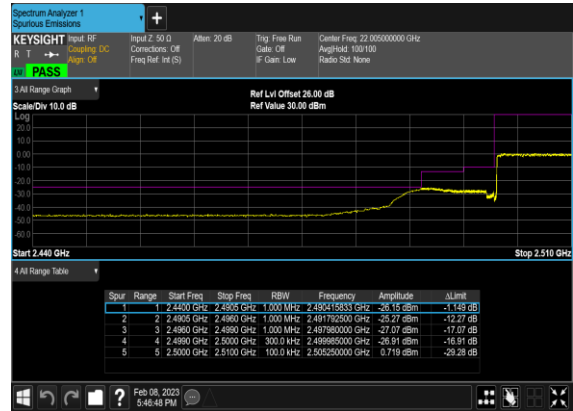 Spectrum Analyzer 1
Spurious Emissions
KEYSIGHT
R T
PASS
Input: RF
Coupling: DC
Align: Off
Input Z: 50 Ω
Corrections: Off
Freq Ref: Int (S)
Atten: 20 dB
Trig: Free Run
Gate: Off
IF Gain: Low
Center Freq: 22.005000000 GHz
Avg|Hold: 100/100
Radio Std: None
3 All Range Graph
Scale/Div 10.0 dB
Ref Lvl Offset 26.00 dB
Ref Value 30.00 dBm
Log
20.0
10.0
0.00
-10.0
-20.0
-30.0
-40.0
-50.0
-60.0
Start 2.440 GHz
Stop 2.510 GHz
4 All Range Table
Spur Range Start Freq Stop Freq RBW Frequency Amplitude ΔLimit
1 1 2.4400 GHz 2.4905 GHz 1.000 MHz 2.490415833 GHz -26.15 dBm -1.149 dB
2 2 2.4905 GHz 2.4960 GHz 1.000 MHz 2.491792500 GHz -25.27 dBm -12.27 dB
3 3 2.4960 GHz 2.4990 GHz 1.000 MHz 2.497980000 GHz -27.07 dBm -17.07 dB
4 4 2.4990 GHz 2.5000 GHz 300.0 kHz 2.499985000 GHz -26.91 dBm -16.91 dB
5 5 2.5000 GHz 2.5100 GHz 100.0 kHz 2.505250000 GHz 0.719 dBm -29.28 dB
?
Feb 08, 2023
5:46:48 PM